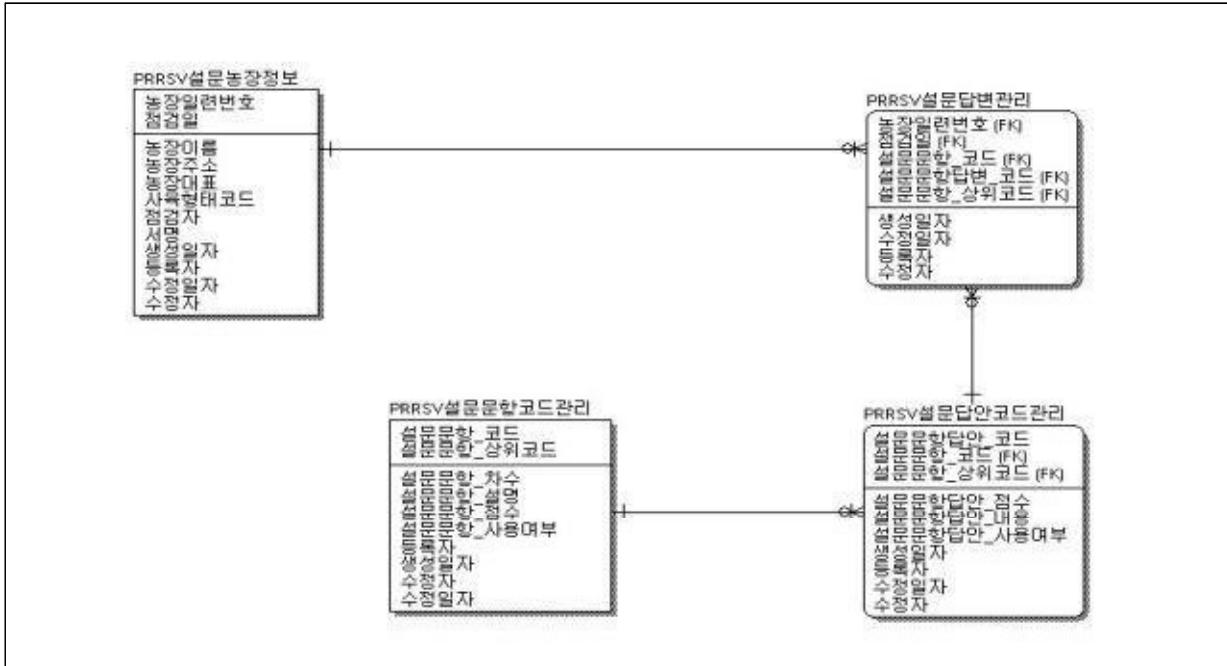 PRRSV설문농장정보
농장일련번호
점검일
농장이름
농장주소
농장대표
사육형태코드
점검자
서명
생성일자
등록자
수정일자
수정자
PRRSV설문답변관리
농장일련번호 (FK)
점검일 (FK)
설문문항_코드 (FK)
설문문항답변_코드 (FK)
설문문항_상위코드 (FK)
생성일자
수정일자
등록자
수정자
PRRSV설문문항코드관리
설문문항_코드
설문문항_상위코드
설문문항_차수
설문문항_설명
설문문항_점수
설문문항_사용여부
등록자
생성일자
수정자
수정일자
PRRSV설문답안코드관리
설문문항답안_코드
설문문항_코드 (FK)
설문문항_상위코드 (FK)
설문문항답안_점수
설문문항답안_내용
설문문항답안_사용여부
생성일자
등록자
수정일자
수정자